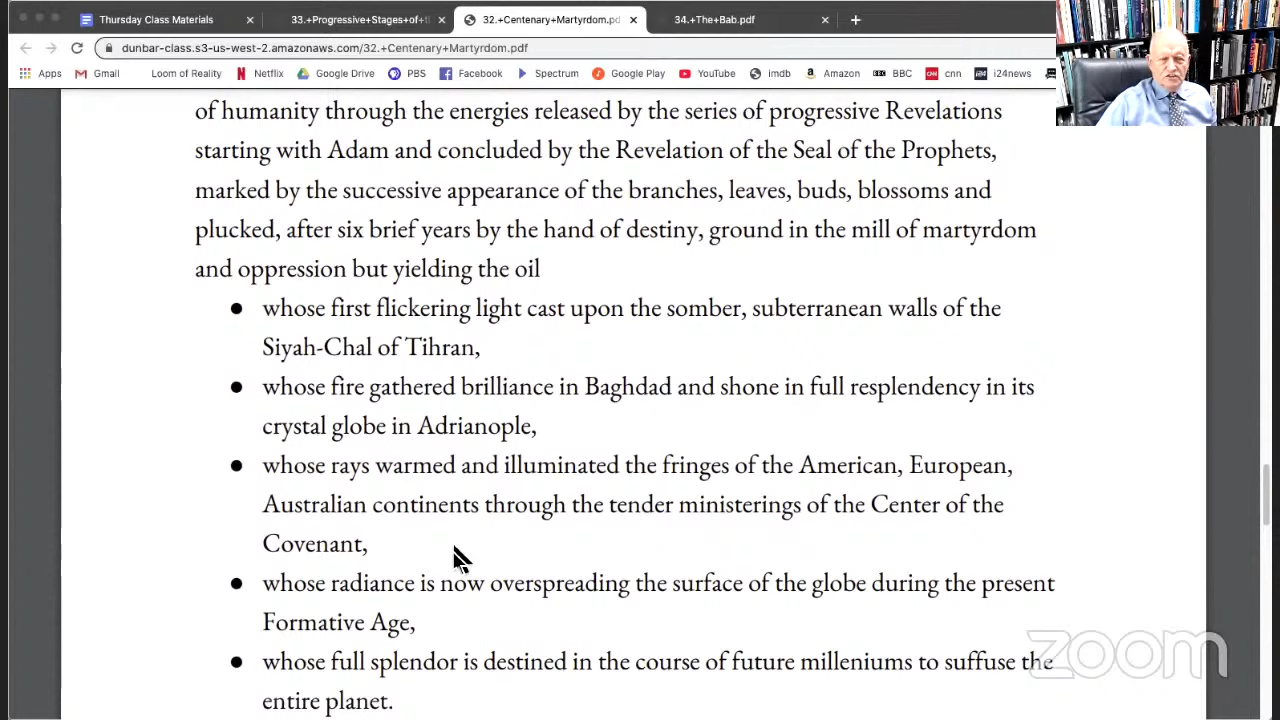 Thursday Class Materials
33.+Progressive+Stages+of+t
32.+Centenary+Martyrdom.p
34.+The+Bab.pdf
dunbar-class.s3-us-west-2.amazonaws.com/32.+Centenary+Martyrdom.pdf
Apps Gmail Loom of Reality Netflix Google Drive PBS Facebook Spectrum Google Play YouTube imdb Amazon BBC cnn i24news
of humanity through the energies released by the series of progressive Revelations
starting with Adam and concluded by the Revelation of the Seal of the Prophets,
marked by the successive appearance of the branches, leaves, buds, blossoms and
plucked, after six brief years by the hand of destiny, ground in the mill of martyrdom
and oppression but yielding the oil
● whose first flickering light cast upon the somber, subterranean walls of the
Siyah-Chal of Tihran,
● whose fire gathered brilliance in Baghdad and shone in full resplendency in its
crystal globe in Adrianople,
● whose rays warmed and illuminated the fringes of the American, European,
Australian continents through the tender ministerings of the Center of the
Covenant,
● whose radiance is now overspreading the surface of the globe during the present
Formative Age,
● whose full splendor is destined in the course of future milleniums to suffuse the
entire planet.
zoom